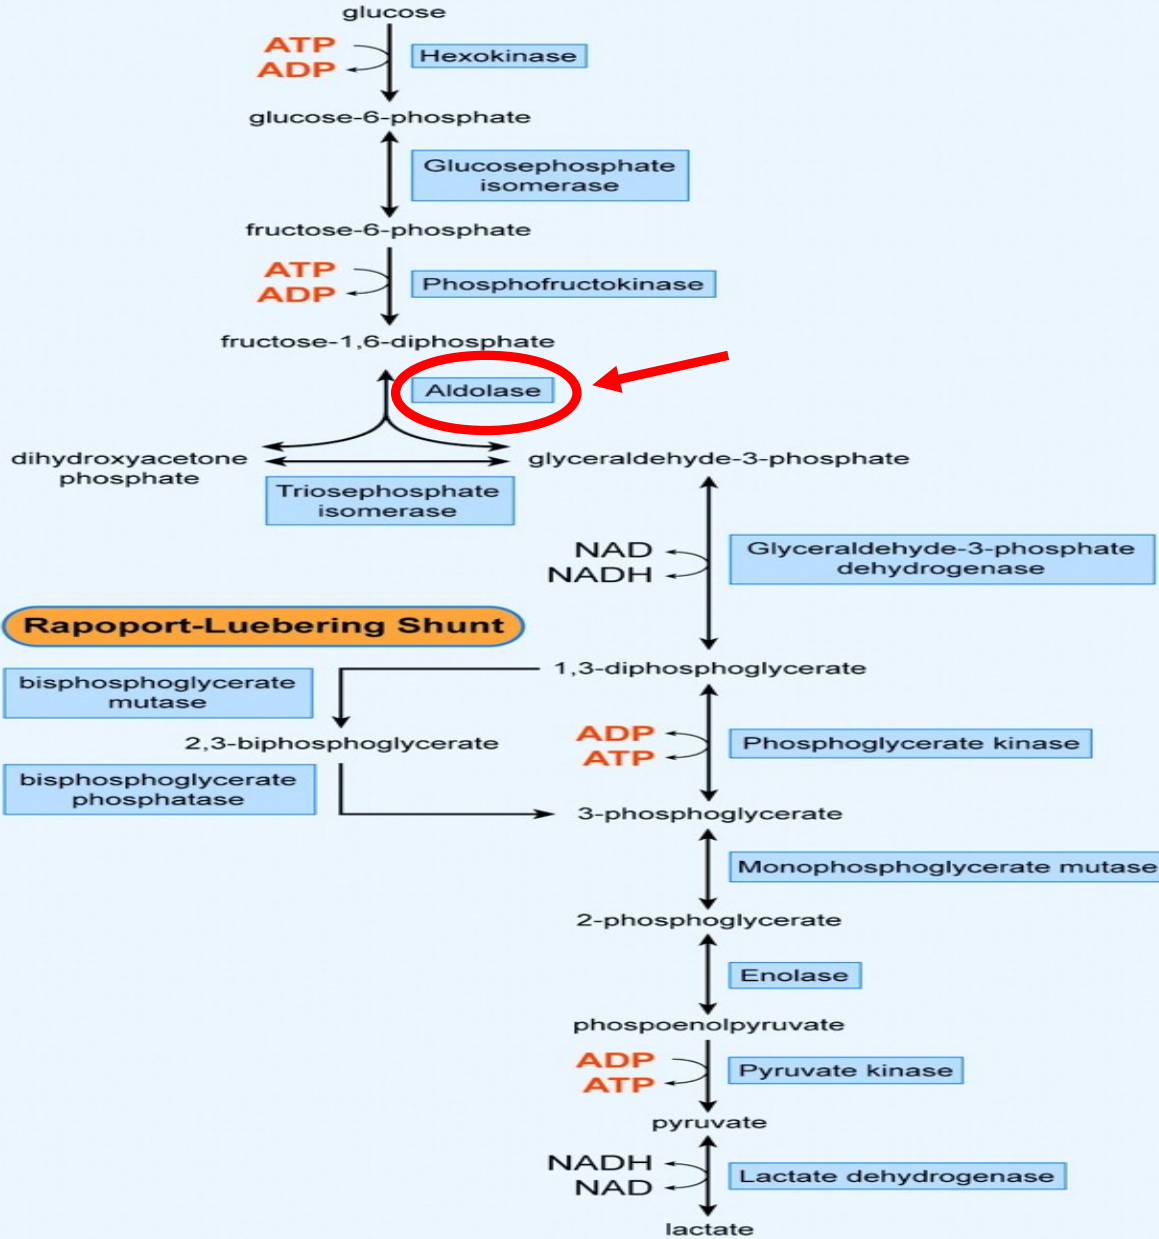 glucose
ATP
ADP
Hexokinase
glucose-6-phosphate
Glucosephosphate
isomerase
fructose-6-phosphate
ATP
ADP
Phosphofructokinase
fructose-1,6-diphosphate
Aldolase
dihydroxyacetone
phosphate
glyceraldehyde-3-phosphate
Triosephosphate
isomerase
NAD
NADH
Glyceraldehyde-3-phosphate
dehydrogenase
Rapoport-Luebering Shunt
1,3-diphosphoglycerate
bisphosphoglycerate
mutase
2,3-biphosphoglycerate
ADP
ATP
Phosphoglycerate kinase
bisphosphoglycerate
phosphatase
3-phosphoglycerate
Monophosphoglycerate mutase
2-phosphoglycerate
Enolase
phospoenolpyruvate
ADP
ATP
Pyruvate kinase
pyruvate
NADH
NAD
Lactate dehydrogenase
lactate